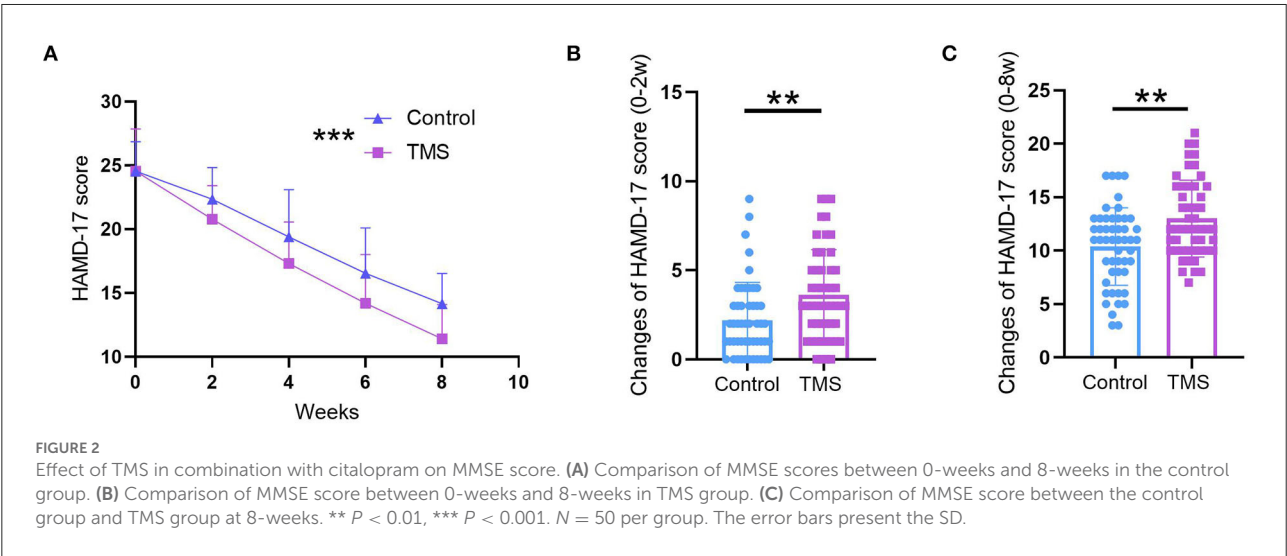 A
HAMD-17 score
30
25
20
15
10
0
2
4
6
8
10
Weeks
***
Control
TMS
B
Changes of HAMD-17 score (0-2w)
15
10
5
0
**
Control
TMS
C
Changes of HAMD-17 score (0-8w)
25
20
15
10
5
0
**
Control
TMS
FIGURE 2
Effect of TMS in combination with citalopram on MMSE score. (A) Comparison of MMSE scores between 0-weeks and 8-weeks in the control
group. (B) Comparison of MMSE score between 0-weeks and 8-weeks in TMS group. (C) Comparison of MMSE score between the control
group and TMS group at 8-weeks. ** P < 0.01, *** P < 0.001. N = 50 per group. The error bars present the SD.